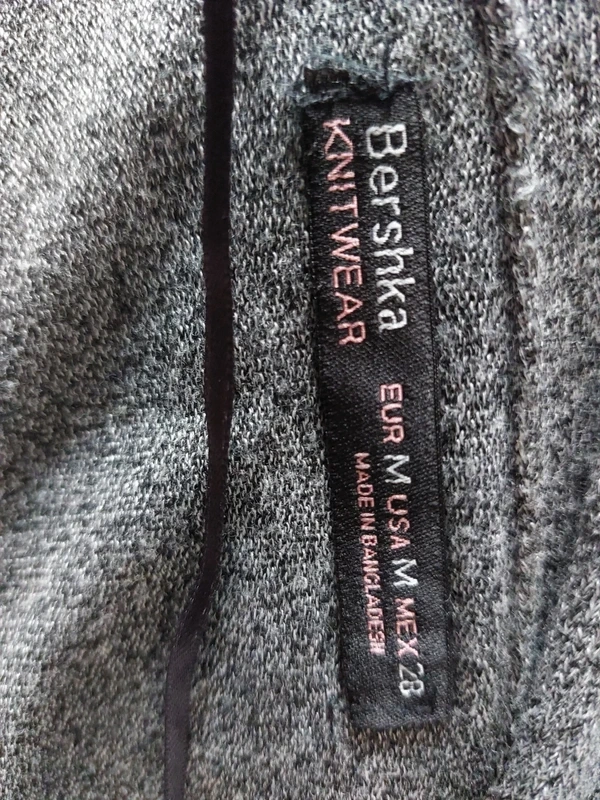 Bershka
KNITWEAR
EUR M USA M MEX 28
MADE IN BANGLADESH